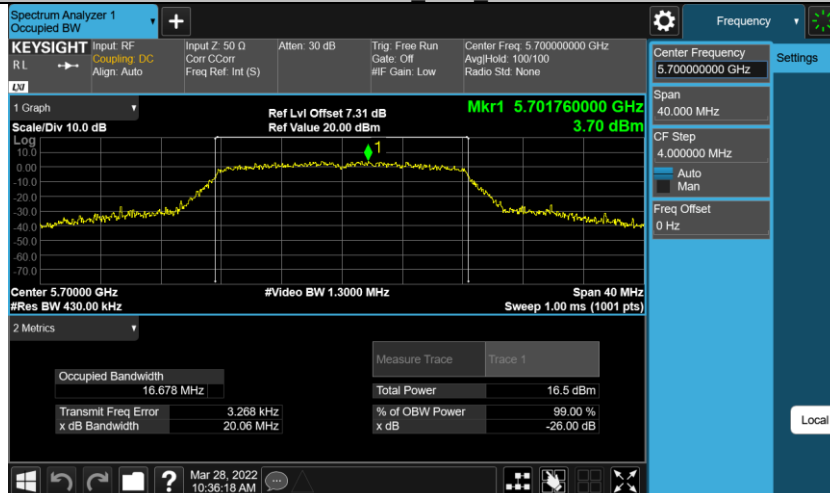 Spectrum Analyzer 1
Occupied BW
+
Frequency
KEYSIGHT
RL
LXI
Input: RF
Coupling: DC
Align: Auto
Input Z: 50 Ω
Corr CCorr
Freq Ref: Int (S)
Atten: 30 dB
Trig: Free Run
Gate: Off
#IF Gain: Low
Center Freq: 5.700000000 GHz
Avg|Hold: 100/100
Radio Std: None
Center Frequency
5.700000000 GHz
Settings
Span
40.000 MHz
CF Step
4.000000 MHz
Auto
Man
Freq Offset
0 Hz
Local
1 Graph
Scale/Div 10.0 dB
Ref Lvl Offset 7.31 dB
Ref Value 20.00 dBm
Mkr1 5.701760000 GHz
3.70 dBm
Log
10.0
0.00
-10.0
-20.0
-30.0
-40.0
-50.0
-60.0
-70.0
1
Center 5.70000 GHz
#Res BW 430.00 kHz
#Video BW 1.3000 MHz
Span 40 MHz
Sweep 1.00 ms (1001 pts)
2 Metrics
Measure Trace Trace 1
Occupied Bandwidth
16.678 MHz
Total Power 16.5 dBm
Transmit Freq Error 3.268 kHz
% of OBW Power 99.00 %
x dB Bandwidth 20.06 MHz
x dB -26.00 dB
?
Mar 28, 2022
10:36:18 AM